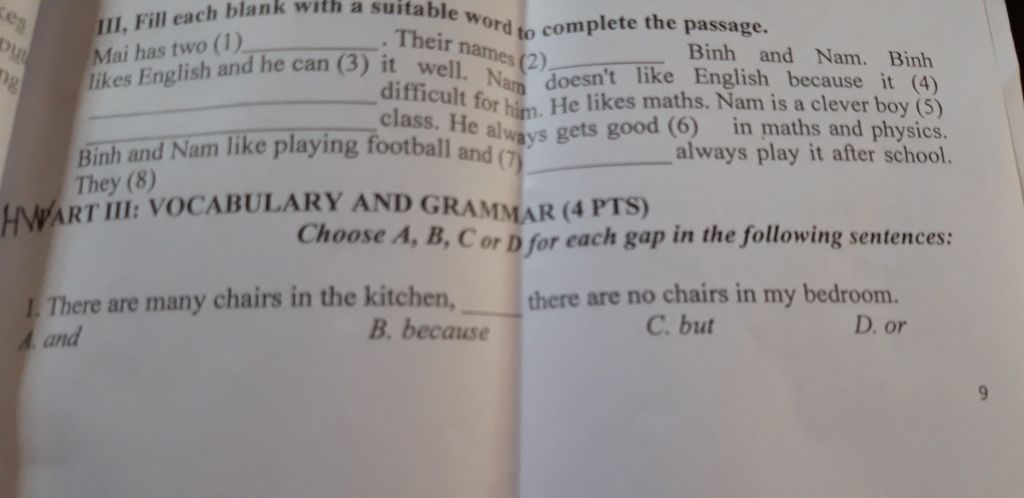 III, Fill each blank with a suitable word to complete the passage.
Mai has two (1)__________. Their names (2)__________ Binh and Nam. Binh
likes English and he can (3) it well. Nam doesn't like English because it (4)
____________________ difficult for him. He likes maths. Nam is a clever boy (5)
____________________ class. He always gets good (6) in maths and physics.
Binh and Nam like playing football and (7) __________ always play it after school.
They (8)
HW
PART III: VOCABULARY AND GRAMMAR (4 PTS)
Choose A, B, C or D for each gap in the following sentences:
1. There are many chairs in the kitchen, _____ there are no chairs in my bedroom.
A. and B. because C. but D. or
9